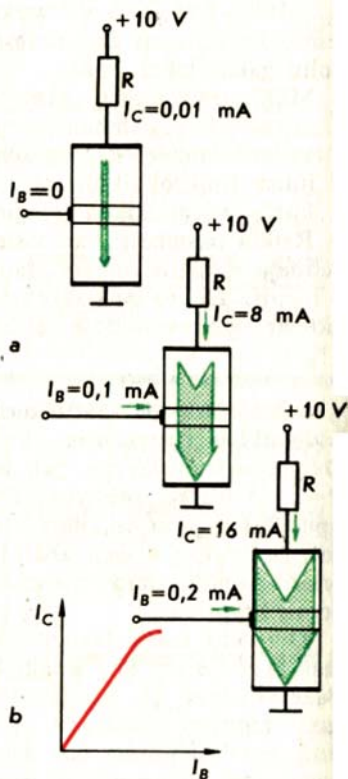 +10 V
R
I_C=0,01 mA
I_B=0
a
+10 V
R
I_C=8 mA
I_B=0,1 mA
+10 V
R
I_C=16 mA
I_B=0,2 mA
b
I_C
I_B